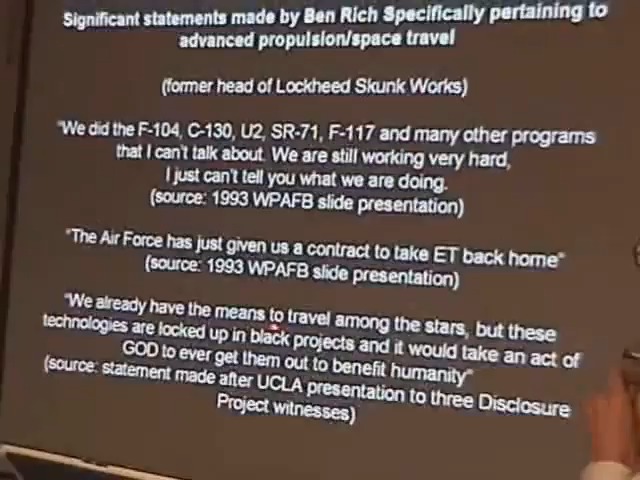 Significant statements made by Ben Rich Specifically pertaining to
advanced propulsion/space travel
(former head of Lockheed Skunk Works)
"We did the F-104, C-130, U2, SR-71, F-117 and many other programs
that I can't talk about. We are still working very hard,
I just can't tell you what we are doing.
(source: 1993 WPAFB slide presentation)
"The Air Force has just given us a contract to take ET back home"
(source: 1993 WPAFB slide presentation)
"We already have the means to travel among the stars, but these
technologies are locked up in black projects and it would take an act of
GOD to ever get them out to benefit humanity"
(source: statement made after UCLA presentation to three Disclosure
Project witnesses)